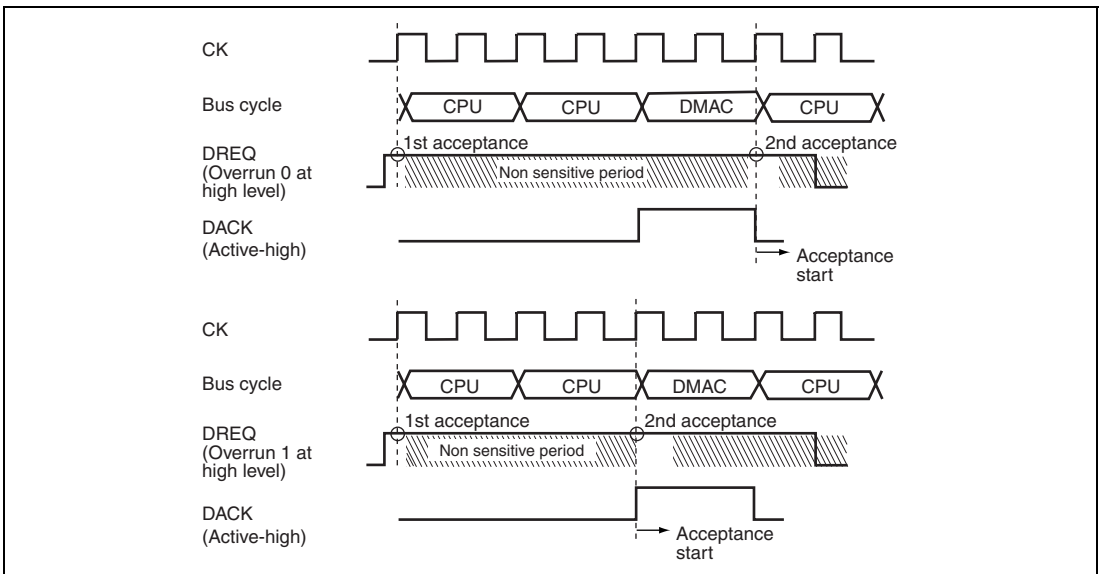 CK
Bus cycle
CPU CPU DMAC CPU
1st acceptance 2nd acceptance
DREQ
(Overrun 0 at
high level)
Non sensitive period
DACK
(Active-high)
Acceptance
start
CK
Bus cycle
CPU CPU DMAC CPU
1st acceptance 2nd acceptance
DREQ
(Overrun 1 at
high level)
Non sensitive period
DACK
(Active-high)
Acceptance
start